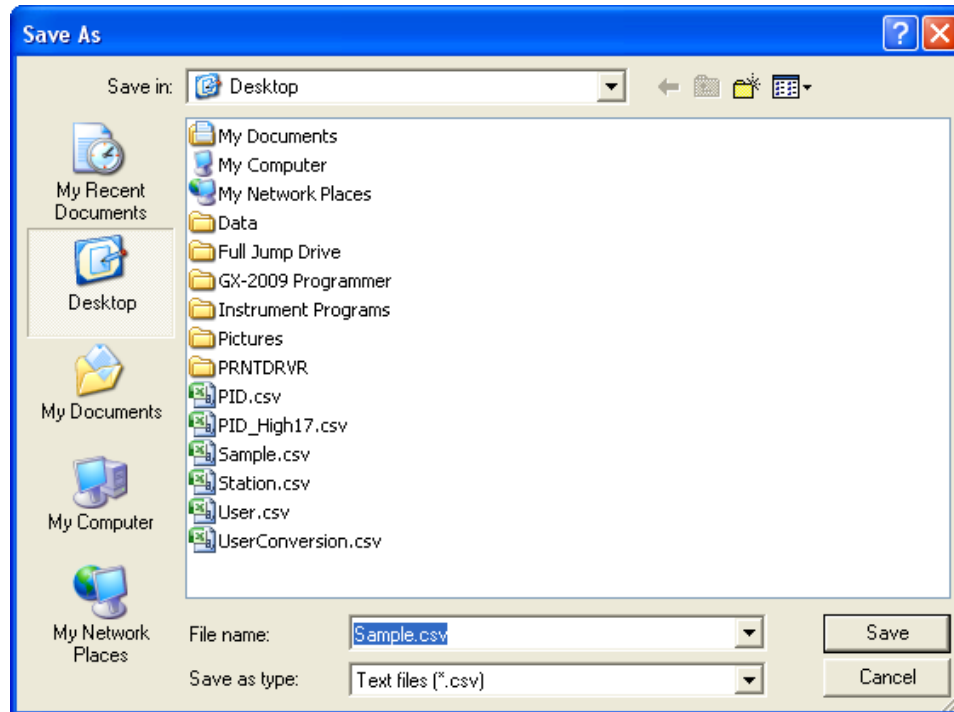 Save As
Save in:
Desktop
My Recent
Documents
Desktop
My Documents
My Computer
My Network
Places
My Documents
My Computer
My Network Places
Data
Full Jump Drive
GX-2009 Programmer
Instrument Programs
Pictures
PRNTDRVR
PID.csv
PID_High17.csv
Sample.csv
Station.csv
User.csv
UserConversion.csv
File name:
Sample.csv
Save
Save as type:
Text files (*.csv)
Cancel